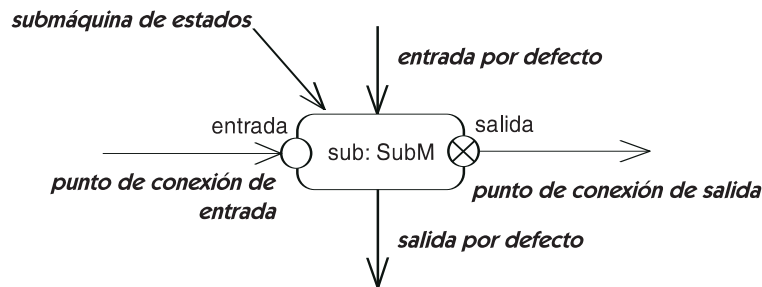 submáquina de estados
entrada por defecto
entrada
salida
sub: SubM
punto de conexión de
entrada
punto de conexión de salida
salida por defecto